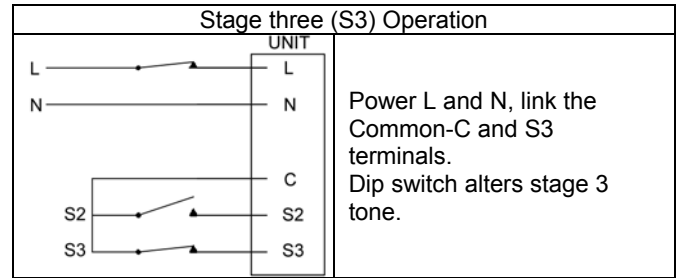 Stage three (S3) Operation
UNIT
L
L
N
N
C
S2
S2
S3
S3
Power L and N, link the
Common-C and S3
terminals.
Dip switch alters stage 3
tone.